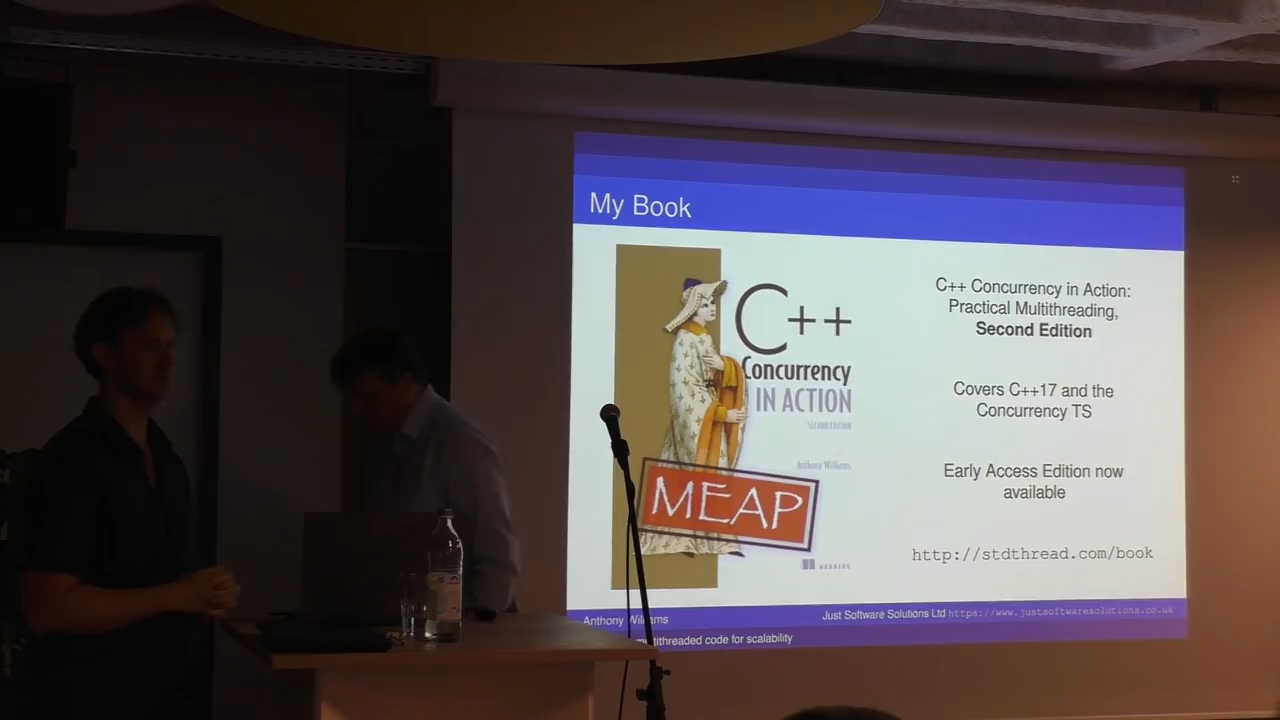 My Book
C++
Concurrency
IN ACTION
SECOND EDITION
Anthony Williams
MEAP
MANNING
C++ Concurrency in Action:
Practical Multithreading,
Second Edition
Covers C++17 and the
Concurrency TS
Early Access Edition now
available
http://stdthread.com/book
Anthony Williams
Just Software Solutions Ltd https://www.justsoftwaresolutions.co.uk
multithreaded code for scalability